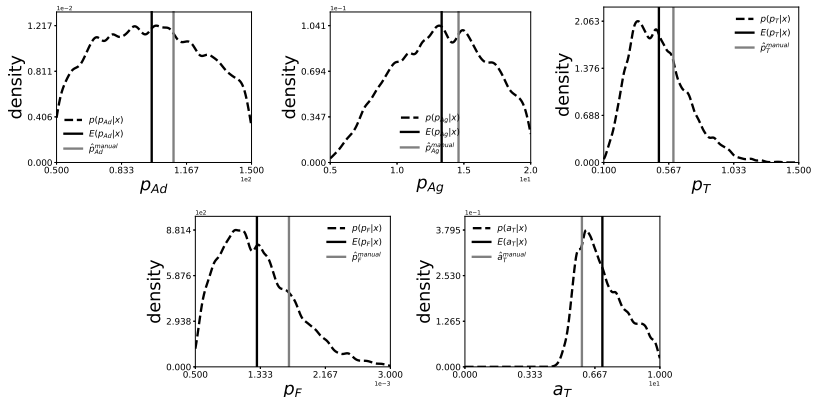 1e−2
1.217
0.811
0.406
0.000
density
p(p_Ad|x)
E(p_Ad|x)
p̂_Ad^manual
0.500 0.833 1.167 1.500
1e2
p_Ad
1e−1
1.041
0.694
0.347
0.000
density
p(p_Ag|x)
E(p_Ag|x)
p̂_Ag^manual
0.5 1.0 1.5 2.0
1e1
p_Ag
2.063
1.376
0.688
0.000
density
p(p_T|x)
E(p_T|x)
p̂_T^manual
0.100 0.567 1.033 1.500
p_T
1e2
8.814
5.876
2.938
0.000
density
p(p_F|x)
E(p_F|x)
p̂_F^manual
0.500 1.333 2.167 3.000
1e−3
p_F
1e−1
3.795
2.530
1.265
0.000
density
p(a_T|x)
E(a_T|x)
â_T^manual
0.000 0.333 0.667 1.000
1e1
a_T